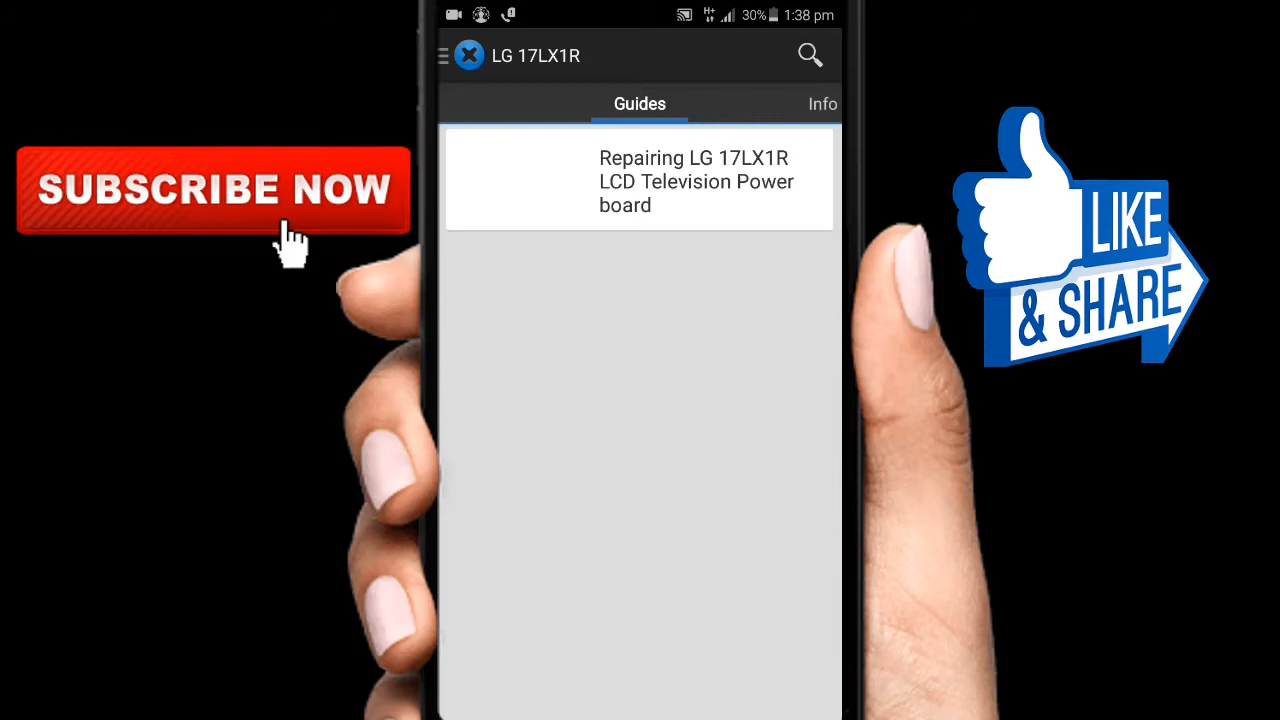 H+
30%
1:38 pm
LG 17LX1R
Guides
Info
Repairing LG 17LX1R
LCD Television Power
board
SUBSCRIBE NOW
LIKE
& SHARE